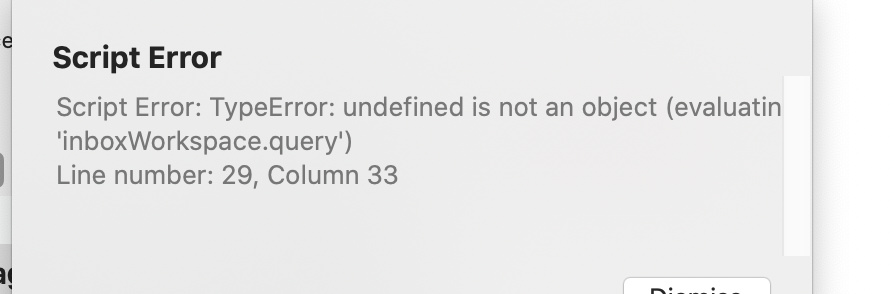 Script Error
Script Error: TypeError: undefined is not an object (evaluatin
'inboxWorkspace.query')
Line number: 29, Column 33